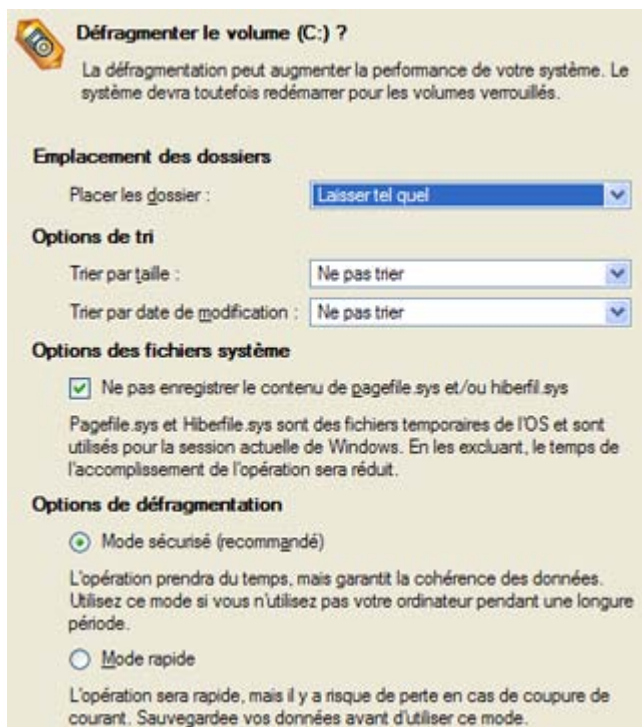 Défragmenter le volume (C:) ?
La défragmentation peut augmenter la performance de votre système. Le
système devra toutefois redémarrer pour les volumes verrouillés.
Emplacement des dossiers
Placer les dossier :
Laisser tel quel
Options de tri
Trier par taille :
Ne pas trier
Trier par date de modification :
Ne pas trier
Options des fichiers système
Ne pas enregistrer le contenu de pagefile.sys et/ou hiberfil.sys
Pagefile.sys et Hiberfile.sys sont des fichiers temporaires de l'OS et sont
utilisés pour la session actuelle de Windows. En les excluant, le temps de
l'accomplissement de l'opération sera réduit.
Options de défragmentation
Mode sécurisé (recommandé)
L'opération prendra du temps, mais garantit la cohérence des données.
Utilisez ce mode si vous n'utilisez pas votre ordinateur pendant une longure
période.
Mode rapide
L'opération sera rapide, mais il y a risque de perte en cas de coupure de
courant. Sauvegardee vos données avant d'utiliser ce mode.